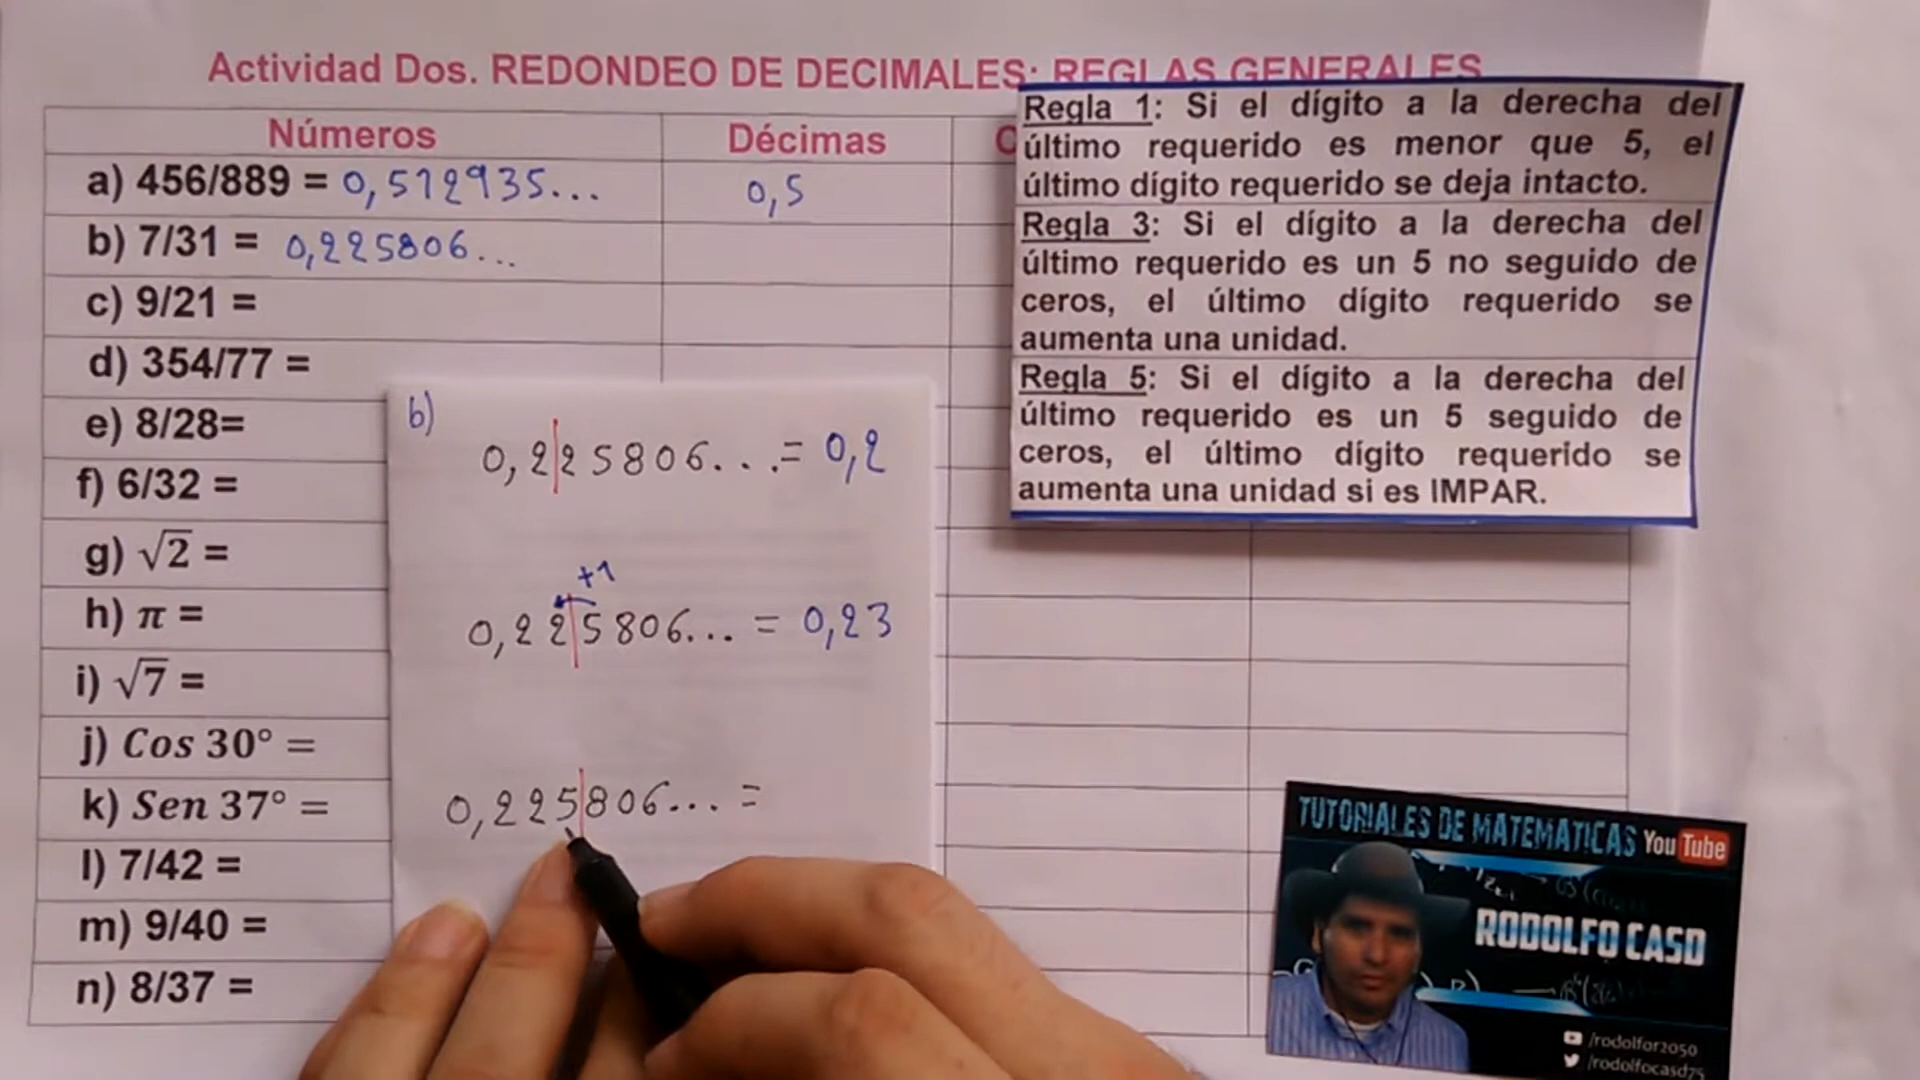 Actividad Dos. REDONDEO DE DECIMALES: REGLAS GENERALES
Números
Décimas
a) 456/889 = 0,512935...
0,5
b) 7/31 = 0,225806...
c) 9/21 =
d) 354/77 =
e) 8/28=
f) 6/32 =
g) √2 =
h) π =
i) √7 =
j) Cos 30° =
k) Sen 37° =
l) 7/42 =
m) 9/40 =
n) 8/37 =
Regla 1: Si el dígito a la derecha del
último requerido es menor que 5, el
último dígito requerido se deja intacto.
Regla 3: Si el dígito a la derecha del
último requerido es un 5 no seguido de
ceros, el último dígito requerido se
aumenta una unidad.
Regla 5: Si el dígito a la derecha del
último requerido es un 5 seguido de
ceros, el último dígito requerido se
aumenta una unidad si es IMPAR.
b)
0,2|25806...= 0,2
+1
0,22|5806... = 0,23
0,225|806... =
TUTORIALES DE MATEMATICAS YouTube
RODOLFO CASD
/rodolfor2050
/rodolfocasd75